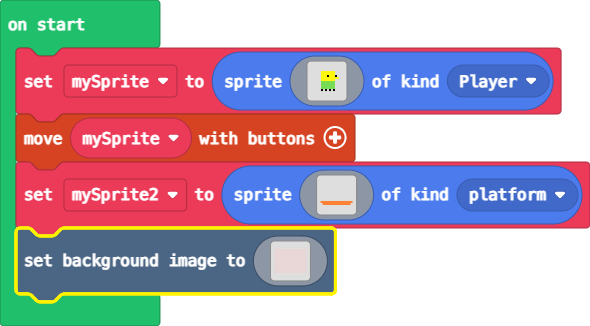 on start
set mySprite to sprite of kind Player
move mySprite with buttons
set mySprite2 to sprite of kind platform
set background image to